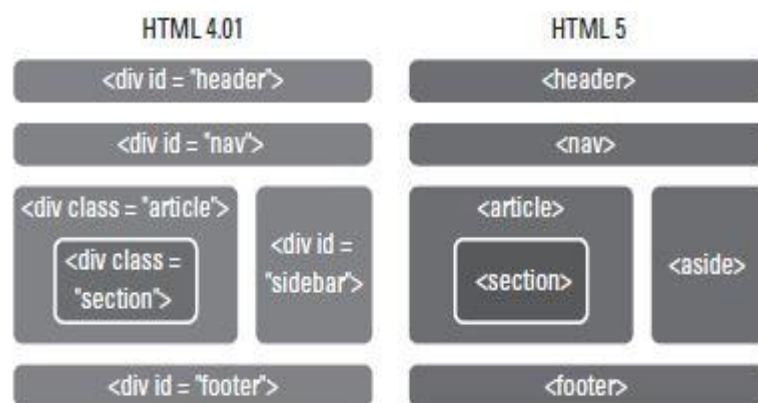 HTML 4.01
HTML 5
<div id = "header">
<header>
<div id = "nav">
<nav>
<div class = "article">
<div class =
"section">
<div id =
"sidebar">
<article>
<section>
<aside>
<div id = "footer">
<footer>